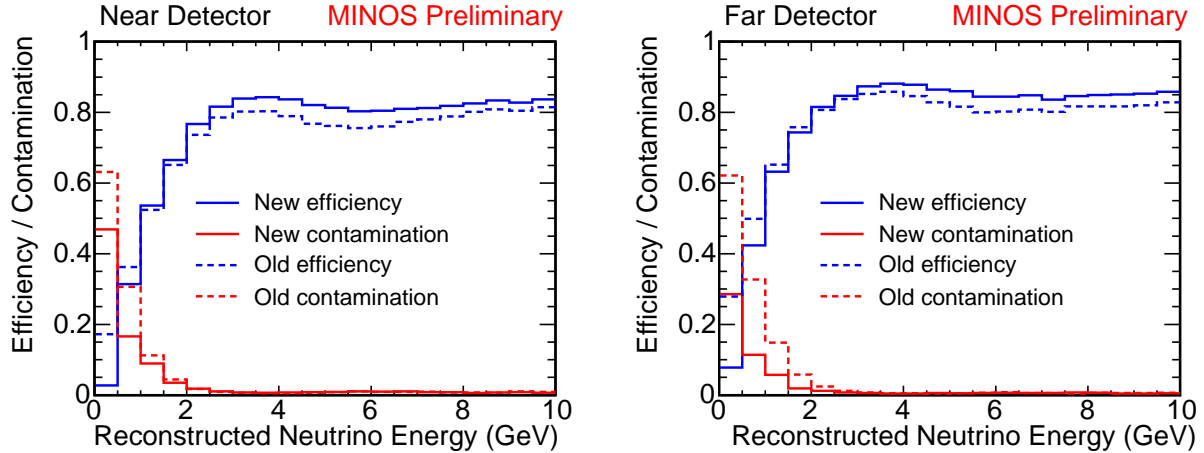 Near Detector MINOS Preliminary
Efficiency / Contamination
1
0.8
0.6
0.4
0.2
0
New efficiency
New contamination
Old efficiency
Old contamination
0 2 4 6 8 10
Reconstructed Neutrino Energy (GeV)
Far Detector MINOS Preliminary
Efficiency / Contamination
1
0.8
0.6
0.4
0.2
0
New efficiency
New contamination
Old efficiency
Old contamination
0 2 4 6 8 10
Reconstructed Neutrino Energy (GeV)